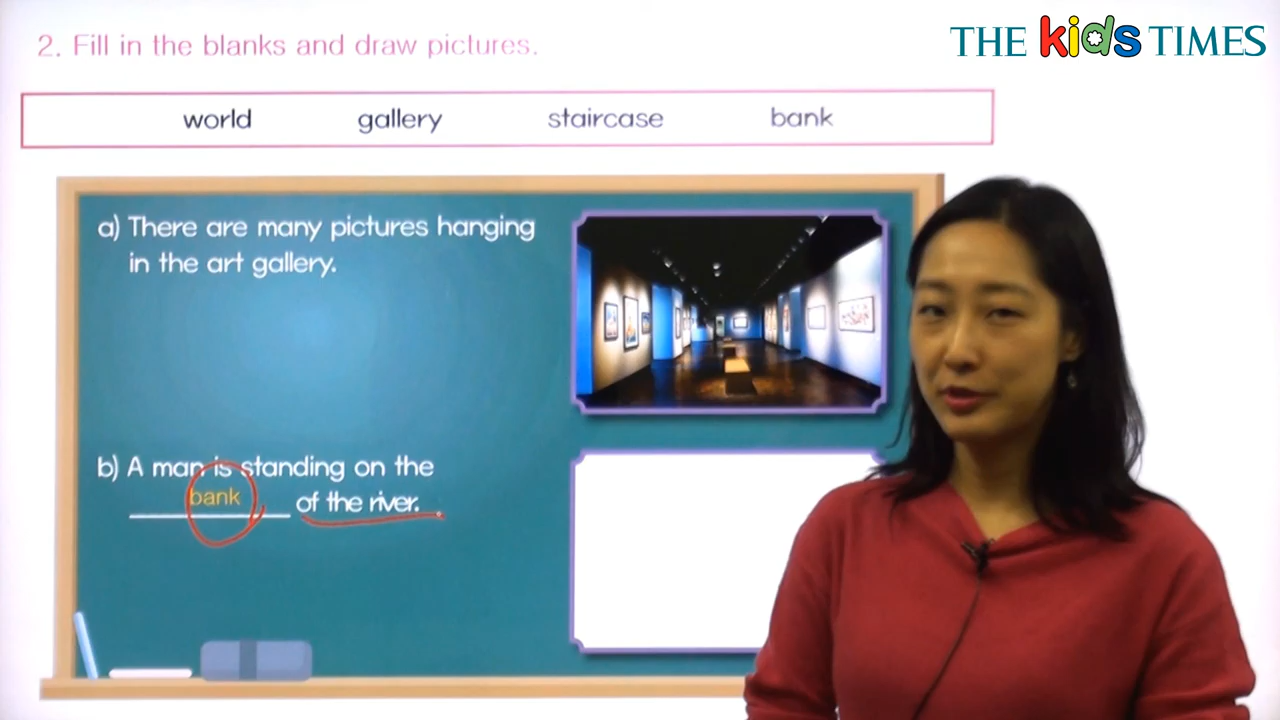 2. Fill in the blanks and draw pictures.
THE kids TIMES
world gallery staircase bank
a) There are many pictures hanging
in the art gallery.
b) A man is standing on the
bank of the river.